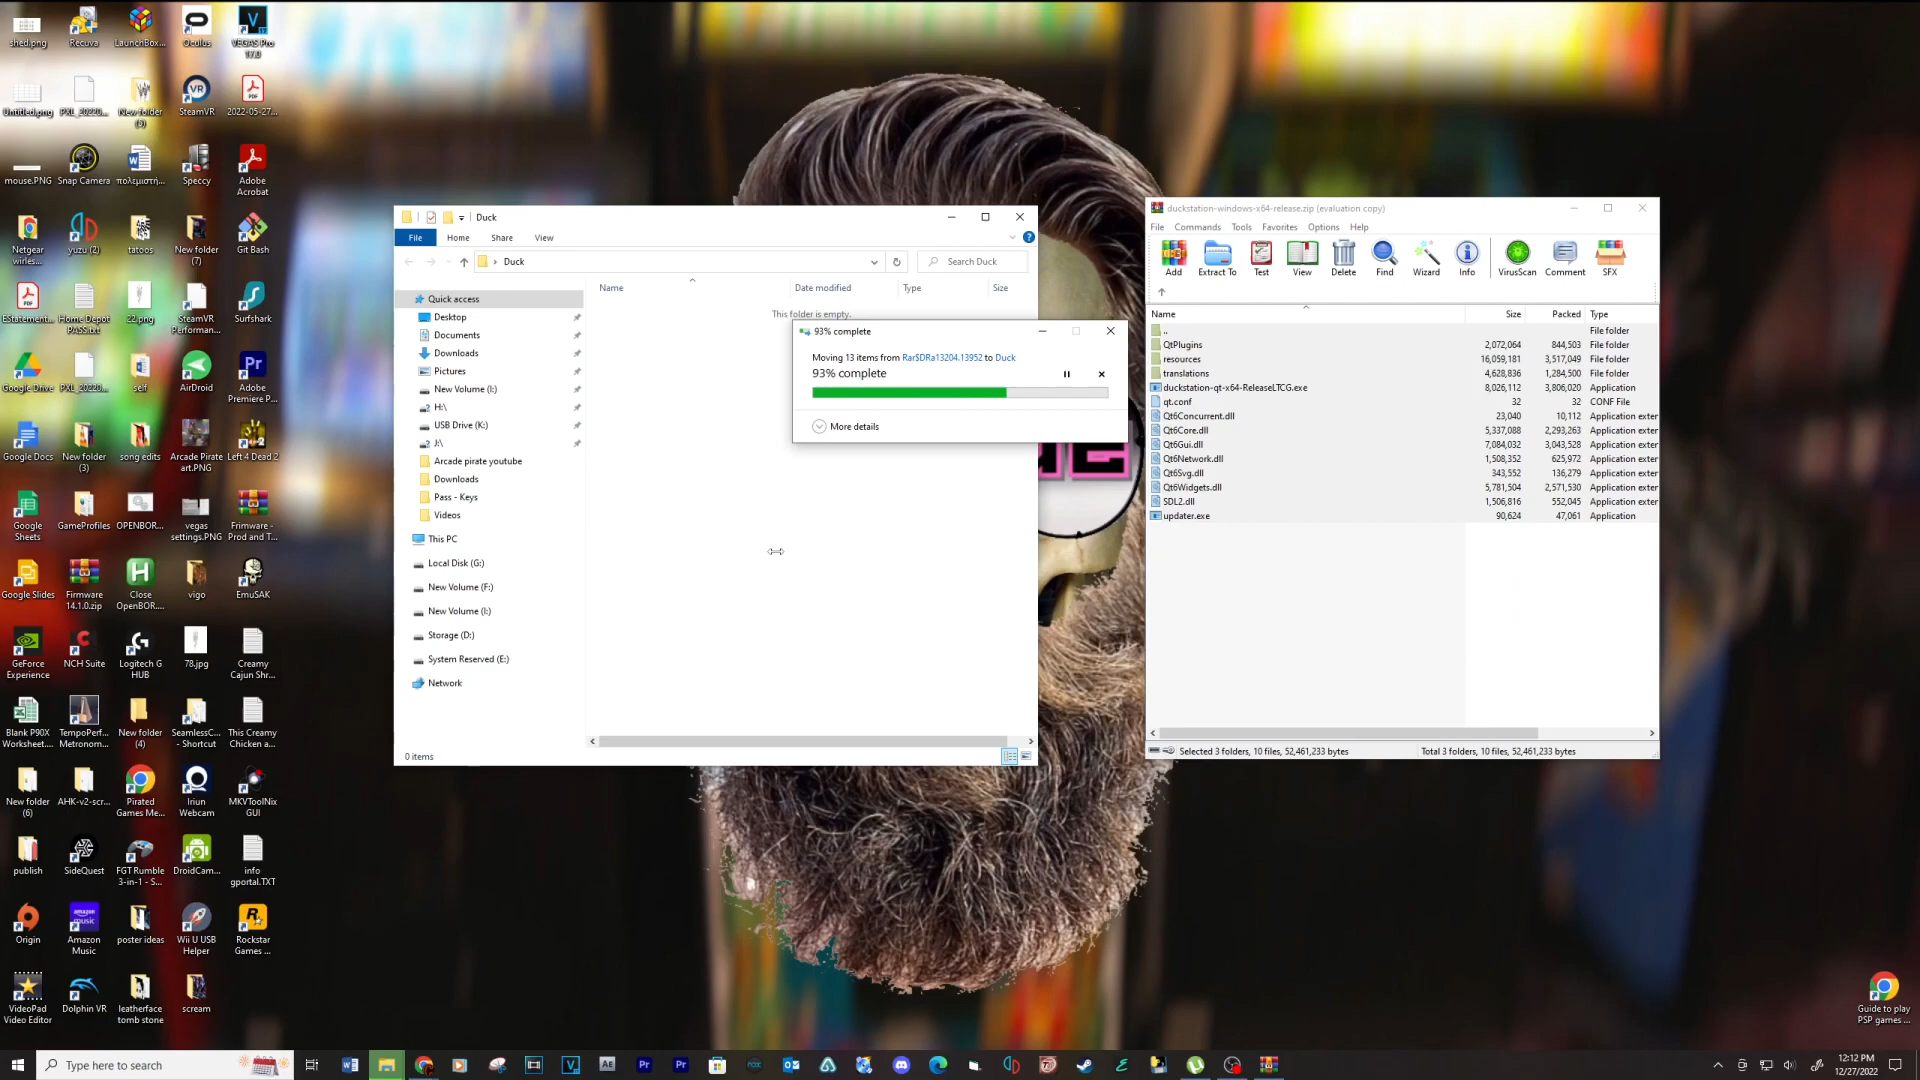 shed.png
Recuva
LaunchBox...
Oculus
VEGAS Pro
17.0
Untitled.png
PXL_20220...
New folder
(5)
SteamVR
2022-05-27...
mouse.PNG
Snap Camera
πολεμιστή...
Speccy
Adobe
Acrobat
Netgear
wirles...
yuzu (2)
tatoos
New folder
(7)
Git Bash
EStatement...
Home Depot
PASS.txt
22.png
SteamVR
Performan...
Surfshark
Google Drive
PXL_20220...
self
AirDroid
Adobe
Premiere P...
Google Docs
New folder
(3)
song edits
Arcade Pirate
art.PNG
Left 4 Dead 2
Google
Sheets
GameProfiles
OPENBOR...
vegas
settings.PNG
Frimware -
Prod and T...
Google Slides
Firmware
14.1.0.zip
Close
OpenBOR....
vigo
EmuSAK
GeForce
Experience
NCH Suite
Logitech G
HUB
78.jpg
Creamy
Cajun Shr...
Blank P90X
Worksheet....
TempoPerf...
Metronom...
New folder
(4)
SeamlessC...
- Shortcut
This Creamy
Chicken a...
New folder
(6)
AHK-v2-scr...
Pirated
Games Me...
Iriun
Webcam
MKVToolNix
GUI
publish
SideQuest
FGT Rumble
3-in-1 - S...
DroidCam...
info
gportal.TXT
Origin
Amazon
Music
poster ideas
Wii U USB
Helper
Rockstar
Games ...
VideoPad
Video Editor
Dolphin VR
leatherface
tomb stone
scream
Duck
File Home Share View
Duck
Search Duck
Name Date modified Type Size
This folder is empty.
Quick access
Desktop
Documents
Downloads
Pictures
New Volume (I:)
H:\
USB Drive (K:)
J:\
Arcade pirate youtube
Downloads
Pass - Keys
Videos
This PC
Local Disk (G:)
New Volume (F:)
New Volume (I:)
Storage (D:)
System Reserved (E:)
Network
0 items
93% complete
Moving 13 items from Rar$DRa13204.13952 to Duck
93% complete
More details
duckstation-windows-x64-release.zip (evaluation copy)
File Commands Tools Favorites Options Help
Add Extract To Test View Delete Find Wizard Info VirusScan Comment SFX
Name Size Packed Type
.. File folder
QtPlugins 2,072,064 844,503 File folder
resources 16,059,181 3,517,049 File folder
translations 4,628,836 1,284,500 File folder
duckstation-qt-x64-ReleaseLTCG.exe 8,026,112 3,806,020 Application
qt.conf 32 32 CONF File
Qt6Concurrent.dll 23,040 10,112 Application exter
Qt6Core.dll 5,337,088 2,293,263 Application exter
Qt6Gui.dll 7,084,032 3,043,528 Application exter
Qt6Network.dll 1,508,352 625,972 Application exter
Qt6Svg.dll 343,552 136,279 Application exter
Qt6Widgets.dll 5,781,504 2,571,530 Application exter
SDL2.dll 1,506,816 552,045 Application exter
updater.exe 90,624 47,061 Application
Selected 3 folders, 10 files, 52,461,233 bytes
Total 3 folders, 10 files, 52,461,233 bytes
Guide to play
PSP games ...
Type here to search
12:12 PM
12/27/2022